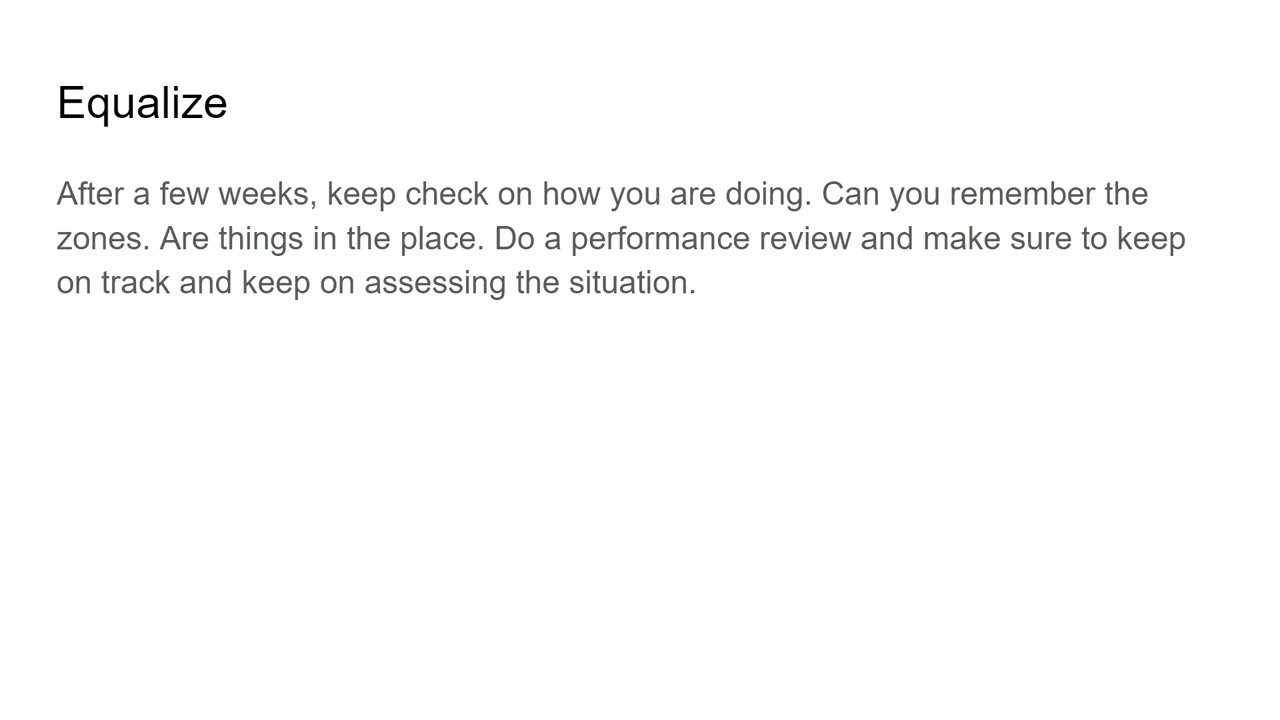 Equalize
After a few weeks, keep check on how you are doing. Can you remember the
zones. Are things in the place. Do a performance review and make sure to keep
on track and keep on assessing the situation.